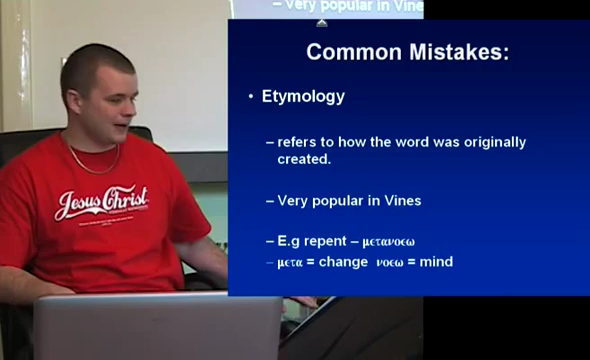 – Very popular in Vine
Common Mistakes:
• Etymology
– refers to how the word was originally
created.
– Very popular in Vines
– E.g repent – μετανοεω
– μετα = change νοεω = mind
Jesus Christ